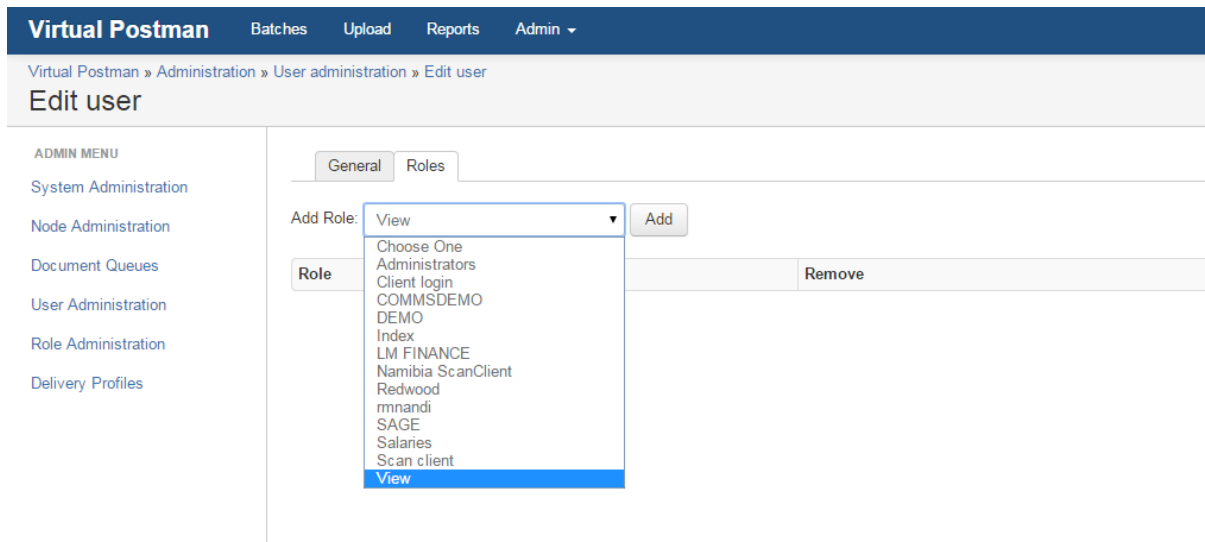 Virtual Postman Batches Upload Reports Admin
Virtual Postman » Administration » User administration » Edit user
Edit user
ADMIN MENU
System Administration
Node Administration
Document Queues
User Administration
Role Administration
Delivery Profiles
General Roles
Add Role: View Add
Choose One
Administrators
Client login
COMMSDEMO
DEMO
Index
LM FINANCE
Namibia ScanClient
Redwood
rmnandi
SAGE
Salaries
Scan client
View
Role Remove